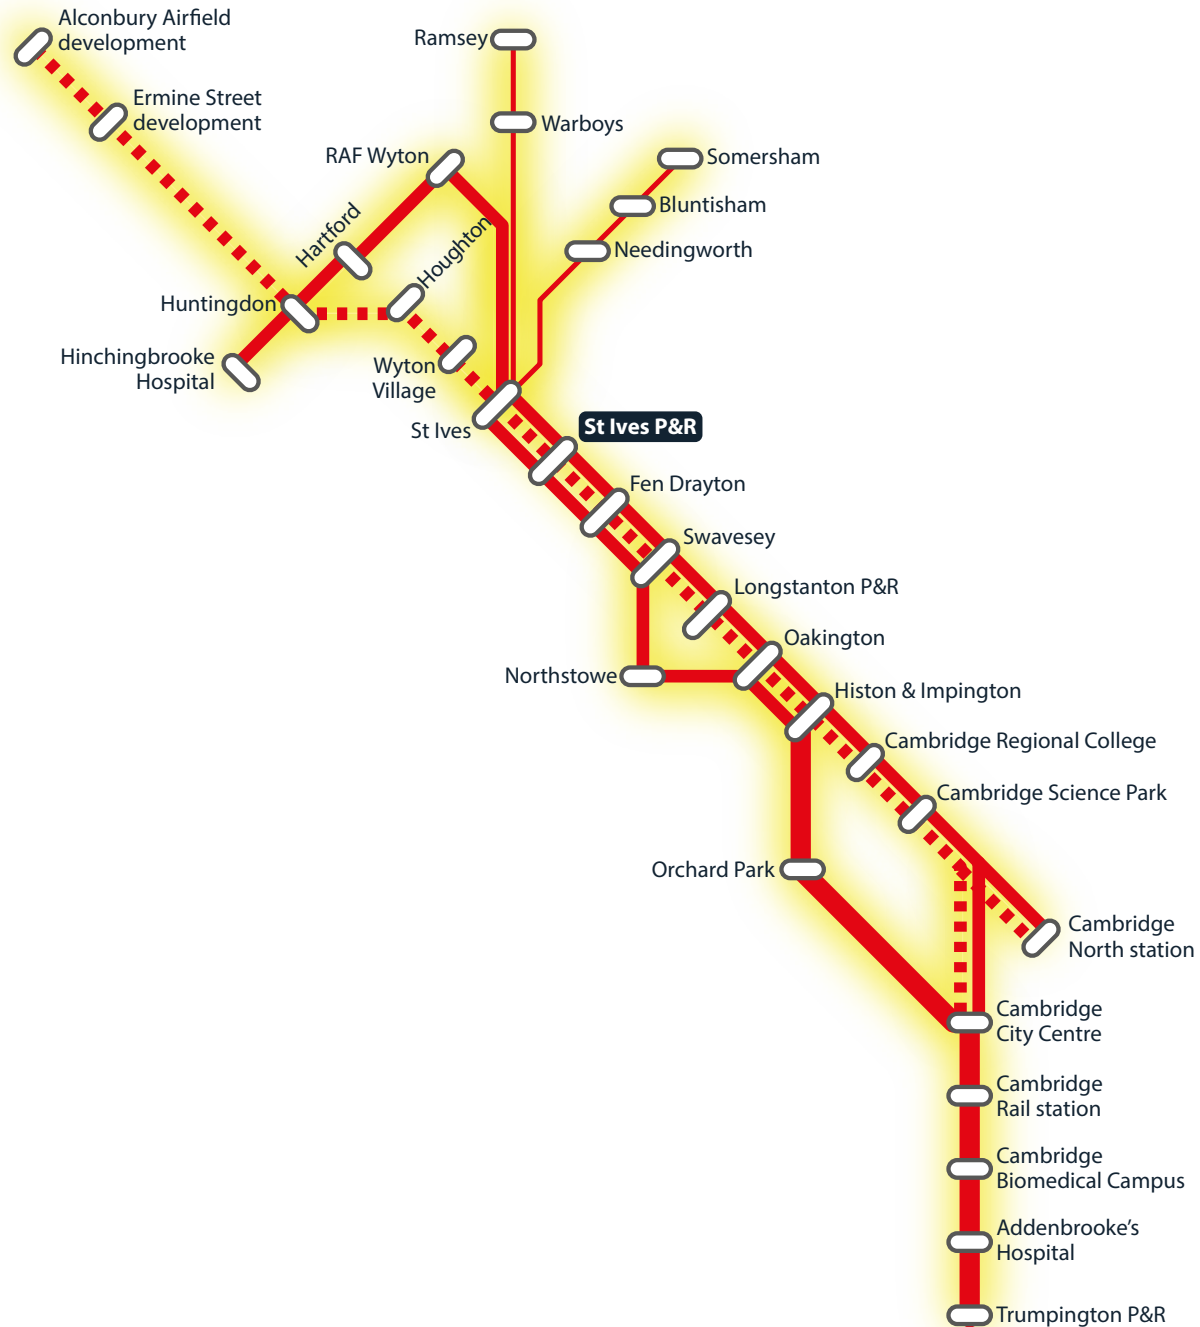 Alconbury Airfield
development
Ermine Street
development
Ramsey
Warboys
RAF Wyton
Somersham
Bluntisham
Needingworth
Hartford
Houghton
Huntingdon
Hinchingbrooke
Hospital
Wyton
Village
St Ives
St Ives P&R
Fen Drayton
Swavesey
Longstanton P&R
Oakington
Northstowe
Histon & Impington
Cambridge Regional College
Cambridge Science Park
Orchard Park
Cambridge
North station
Cambridge
City Centre
Cambridge
Rail station
Cambridge
Biomedical Campus
Addenbrooke’s
Hospital
Trumpington P&R